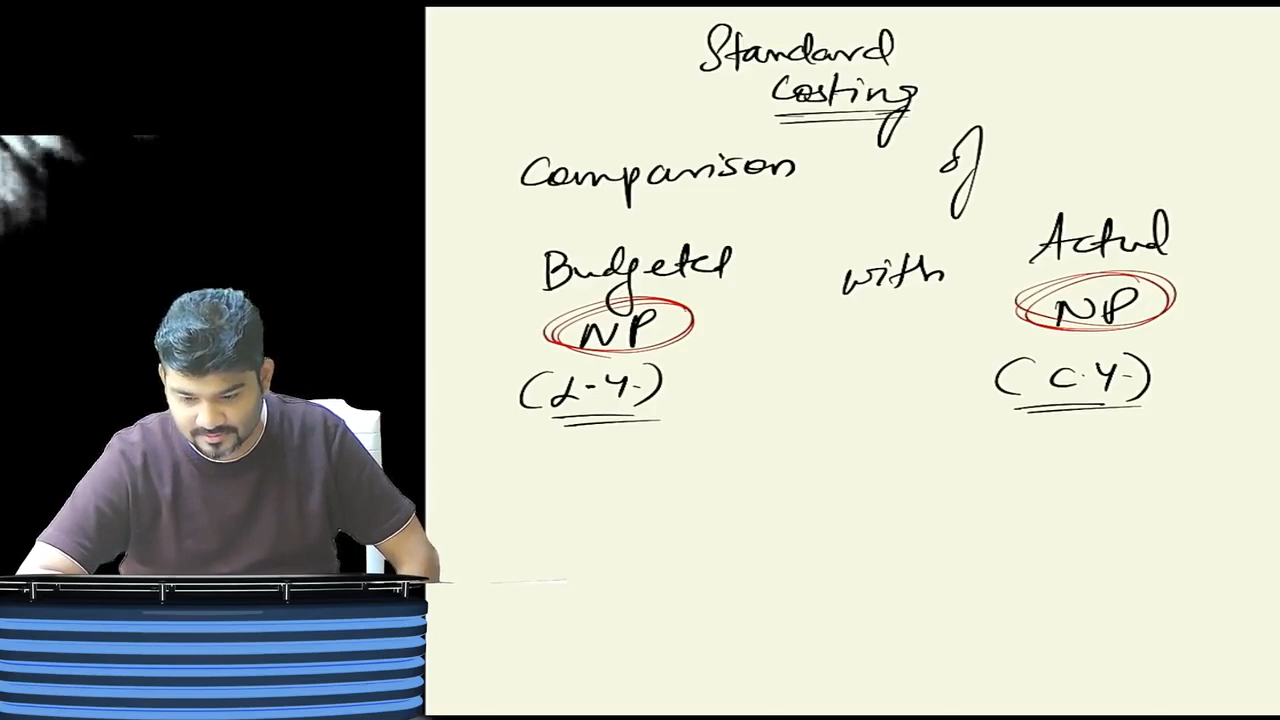 Standard
Costing
Comparison of
Budgeted with Actual
NP NP
(L.Y.) (C.Y.)